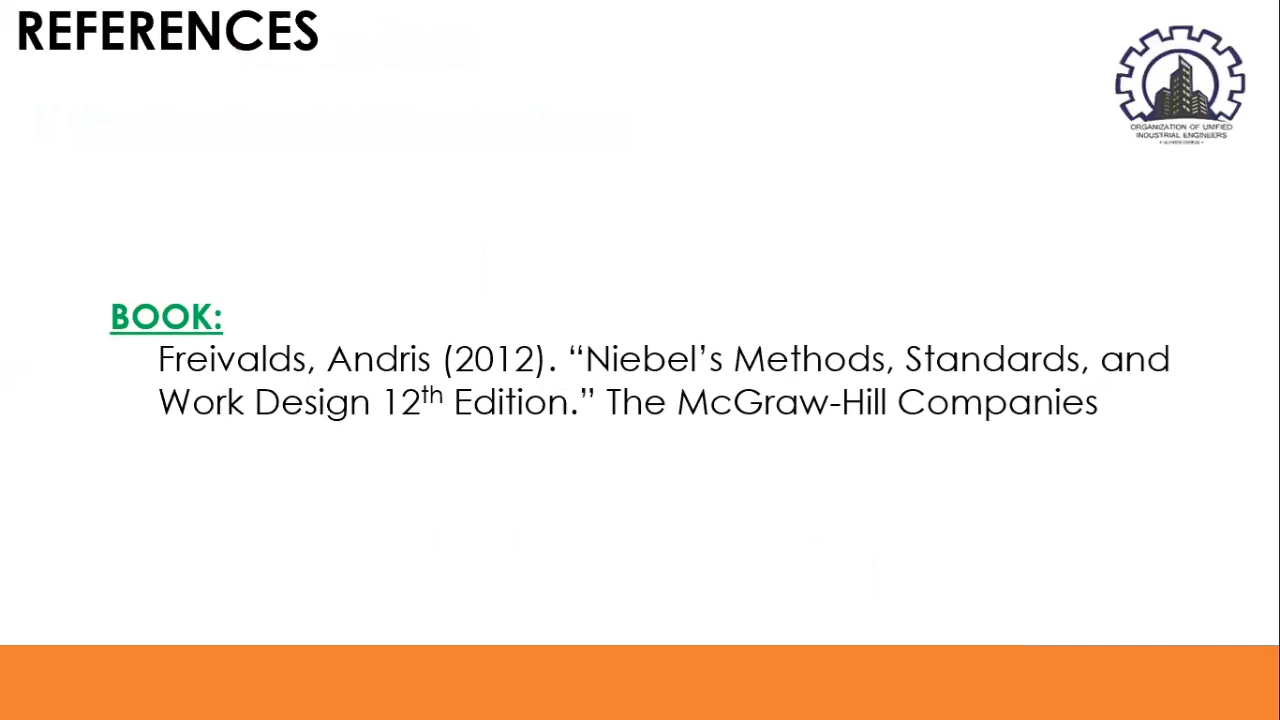 REFERENCES
ORGANIZATION OF UNIFIED
INDUSTRIAL ENGINEERS
BOOK:
Freivalds, Andris (2012). “Niebel’s Methods, Standards, and
Work Design 12th Edition.” The McGraw-Hill Companies